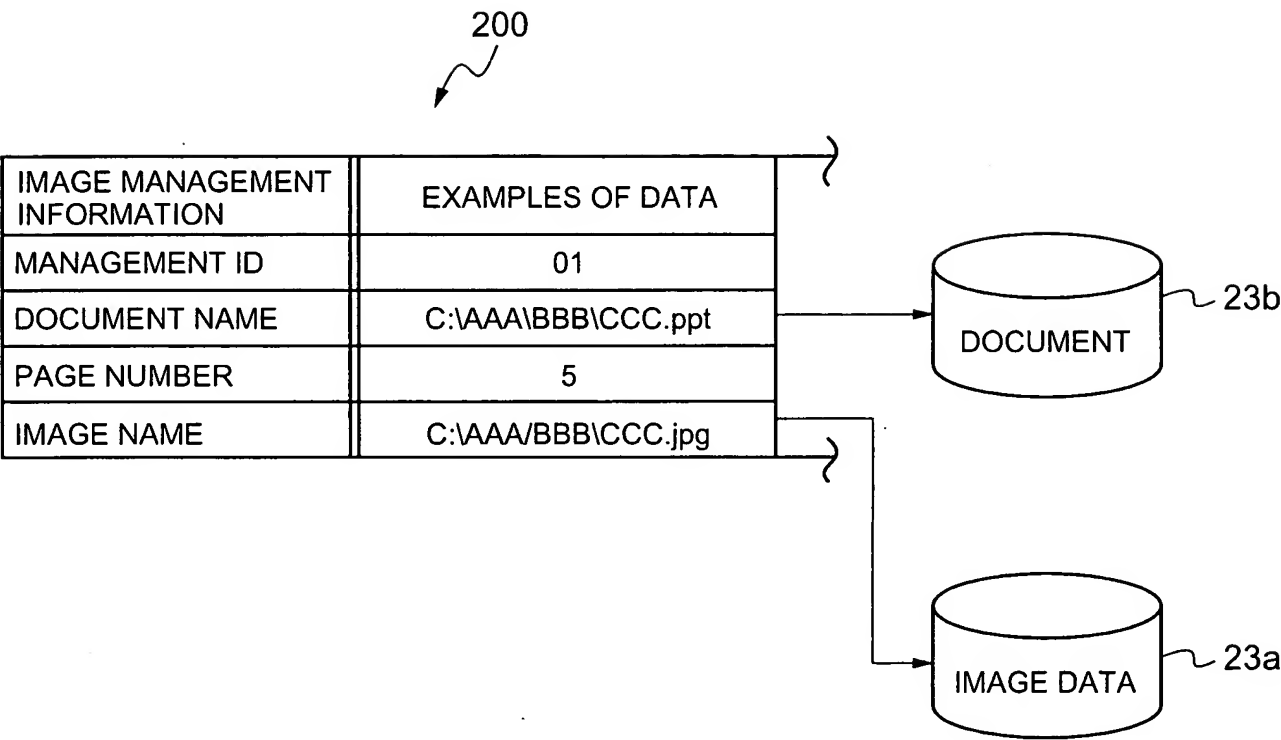 200
IMAGE MANAGEMENT
INFORMATION
EXAMPLES OF DATA
MANAGEMENT ID
01
DOCUMENT NAME
C:\AAA\BBB\CCC.ppt
PAGE NUMBER
5
IMAGE NAME
C:\AAA/BBB\CCC.jpg
DOCUMENT
23b
IMAGE DATA
23a